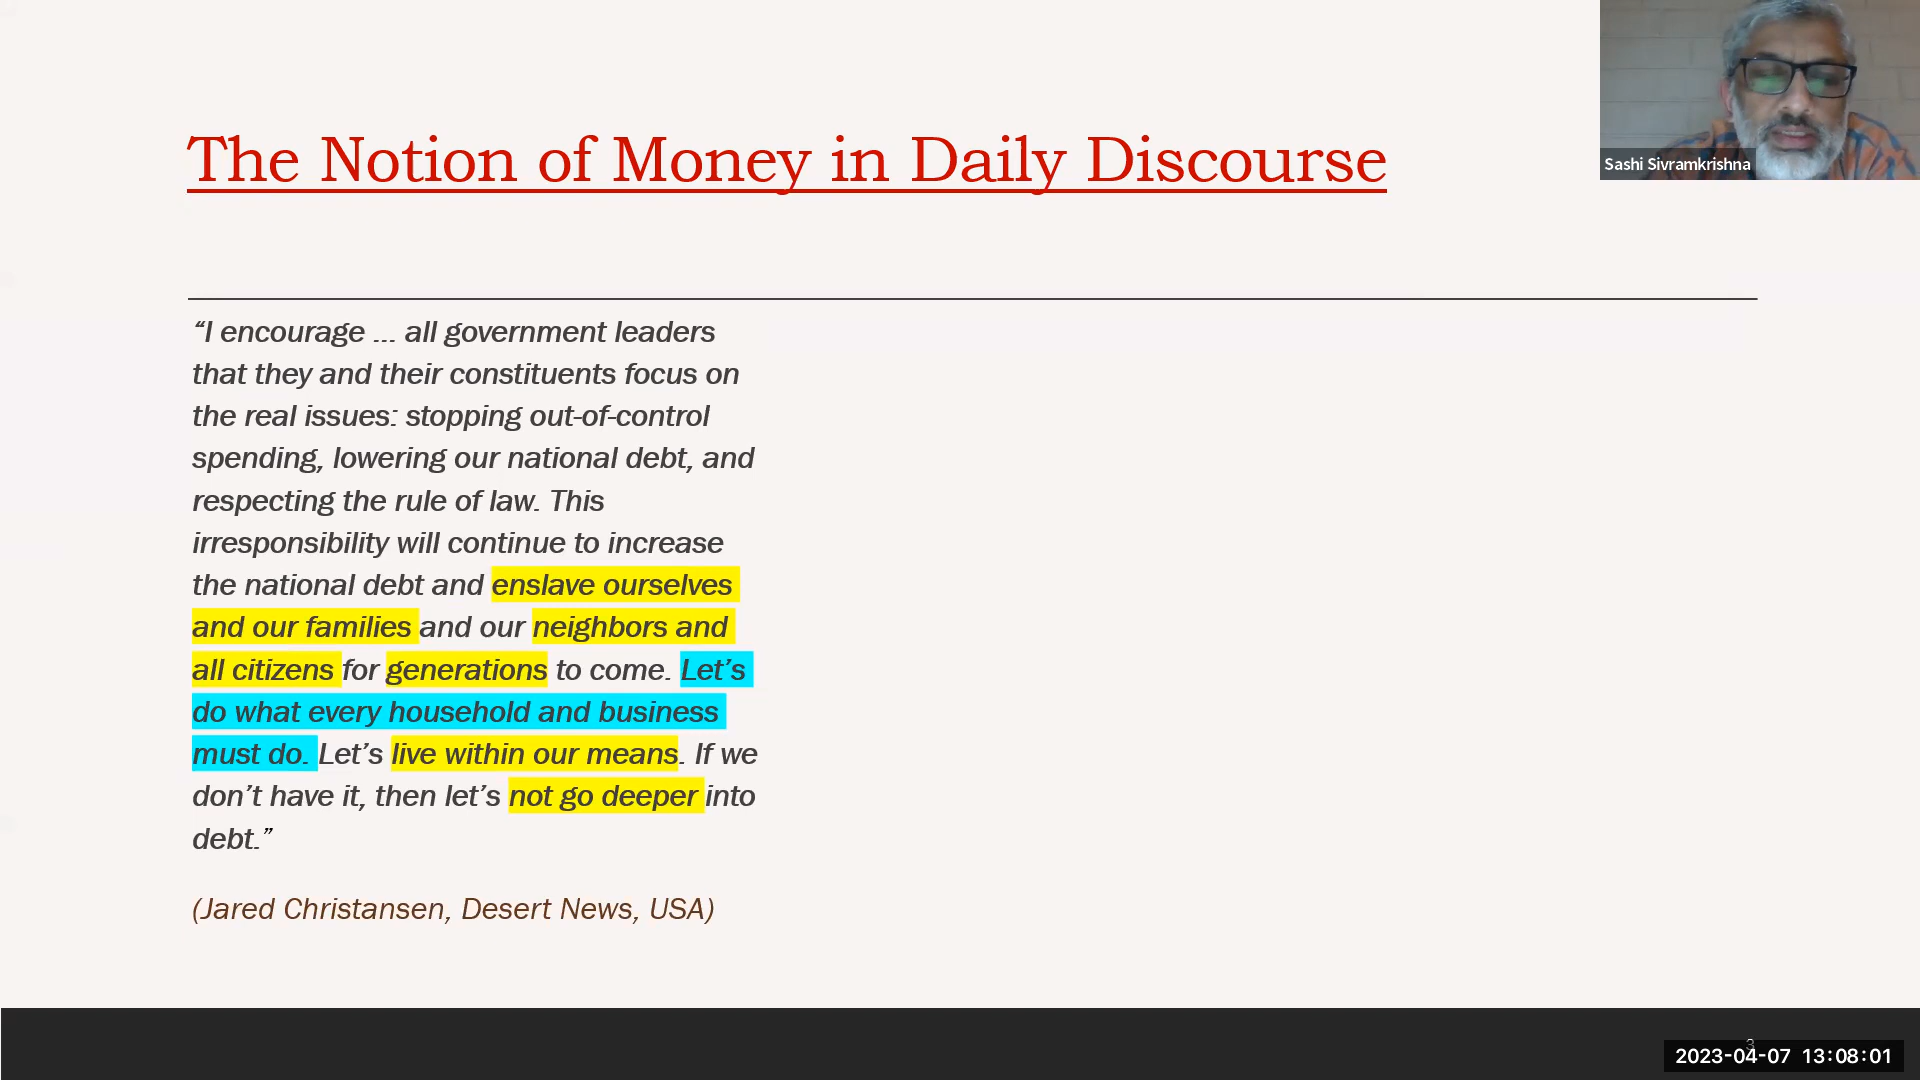 The Notion of Money in Daily Discourse
Sashi Sivramkrishna
“I encourage ... all government leaders
that they and their constituents focus on
the real issues: stopping out-of-control
spending, lowering our national debt, and
respecting the rule of law. This
irresponsibility will continue to increase
the national debt and enslave ourselves
and our families and our neighbors and
all citizens for generations to come. Let’s
do what every household and business
must do. Let’s live within our means. If we
don’t have it, then let’s not go deeper into
debt.”
(Jared Christansen, Desert News, USA)
3
2023-04-07 13:08:01